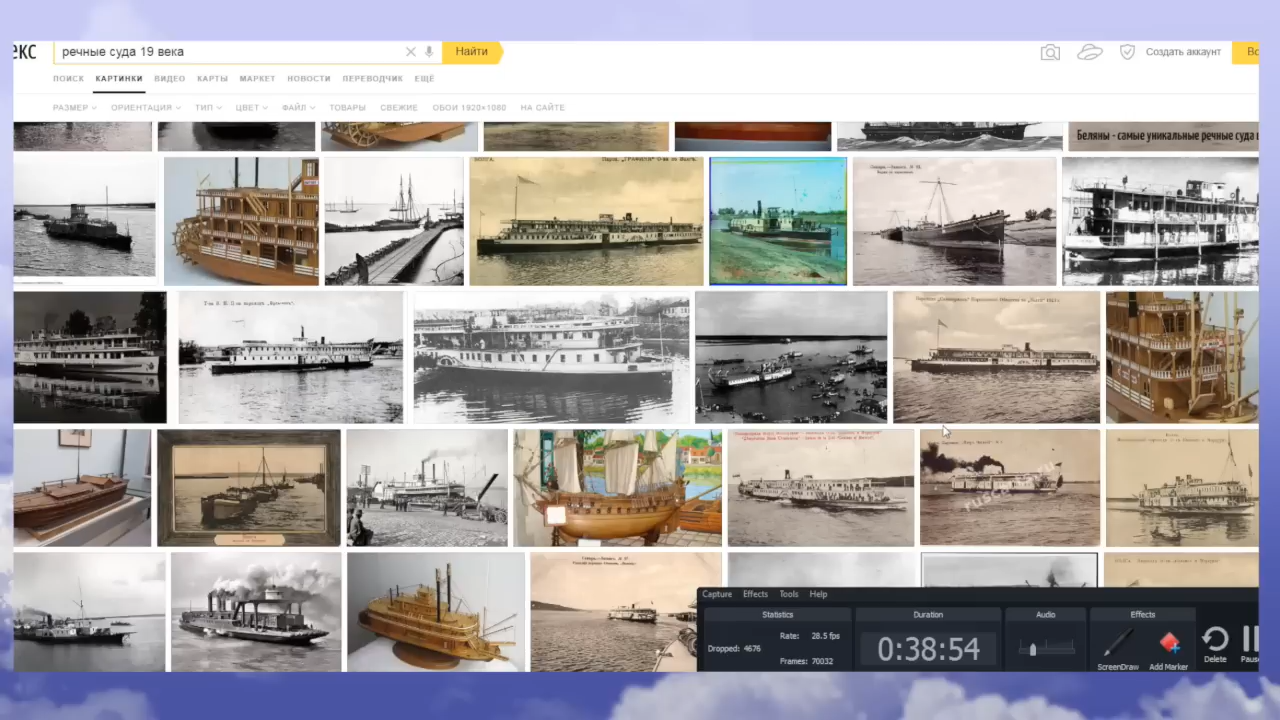 екс
речные суда 19 века
Найти
Создать аккаунт
ПОИСК КАРТИНКИ ВИДЕО КАРТЫ МАРКЕТ НОВОСТИ ПЕРЕВОДЧИК ЕЩЁ
РАЗМЕР ОРИЕНТАЦИЯ ТИП ЦВЕТ ФАЙЛ ТОВАРЫ СВЕЖИЕ ОБОИ 1920×1080 НА САЙТЕ
Беляны - самые уникальные речные суда
Capture Effects Tools Help
Statistics Duration Audio Effects
Rate: 28.5 fps
Dropped: 4676
Frames: 70032
0:38:54
ScreenDraw Add Marker Delete Paus